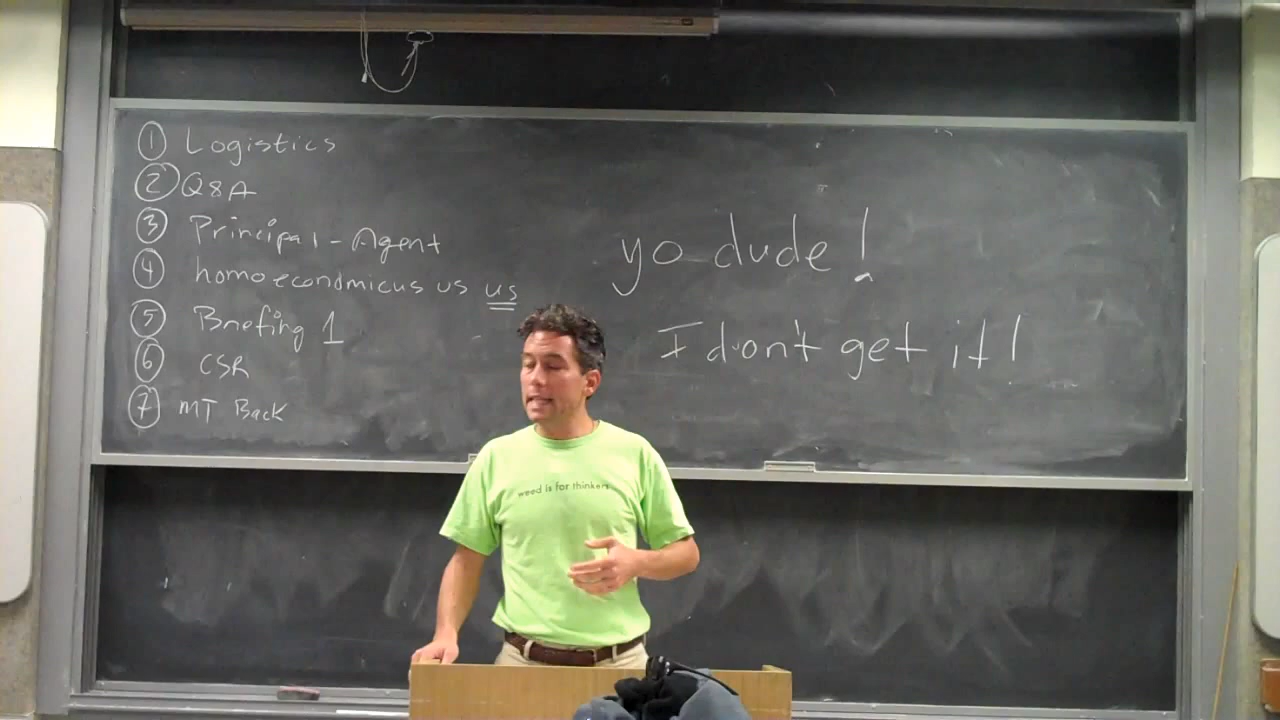 ① Logistics
② Q&A
③ Principal-Agent
④ homo economicus us us
⑤ Briefing 1
⑥ CSR
⑦ MT Back
yo dude!
I don't get it!
weed is for thinkers